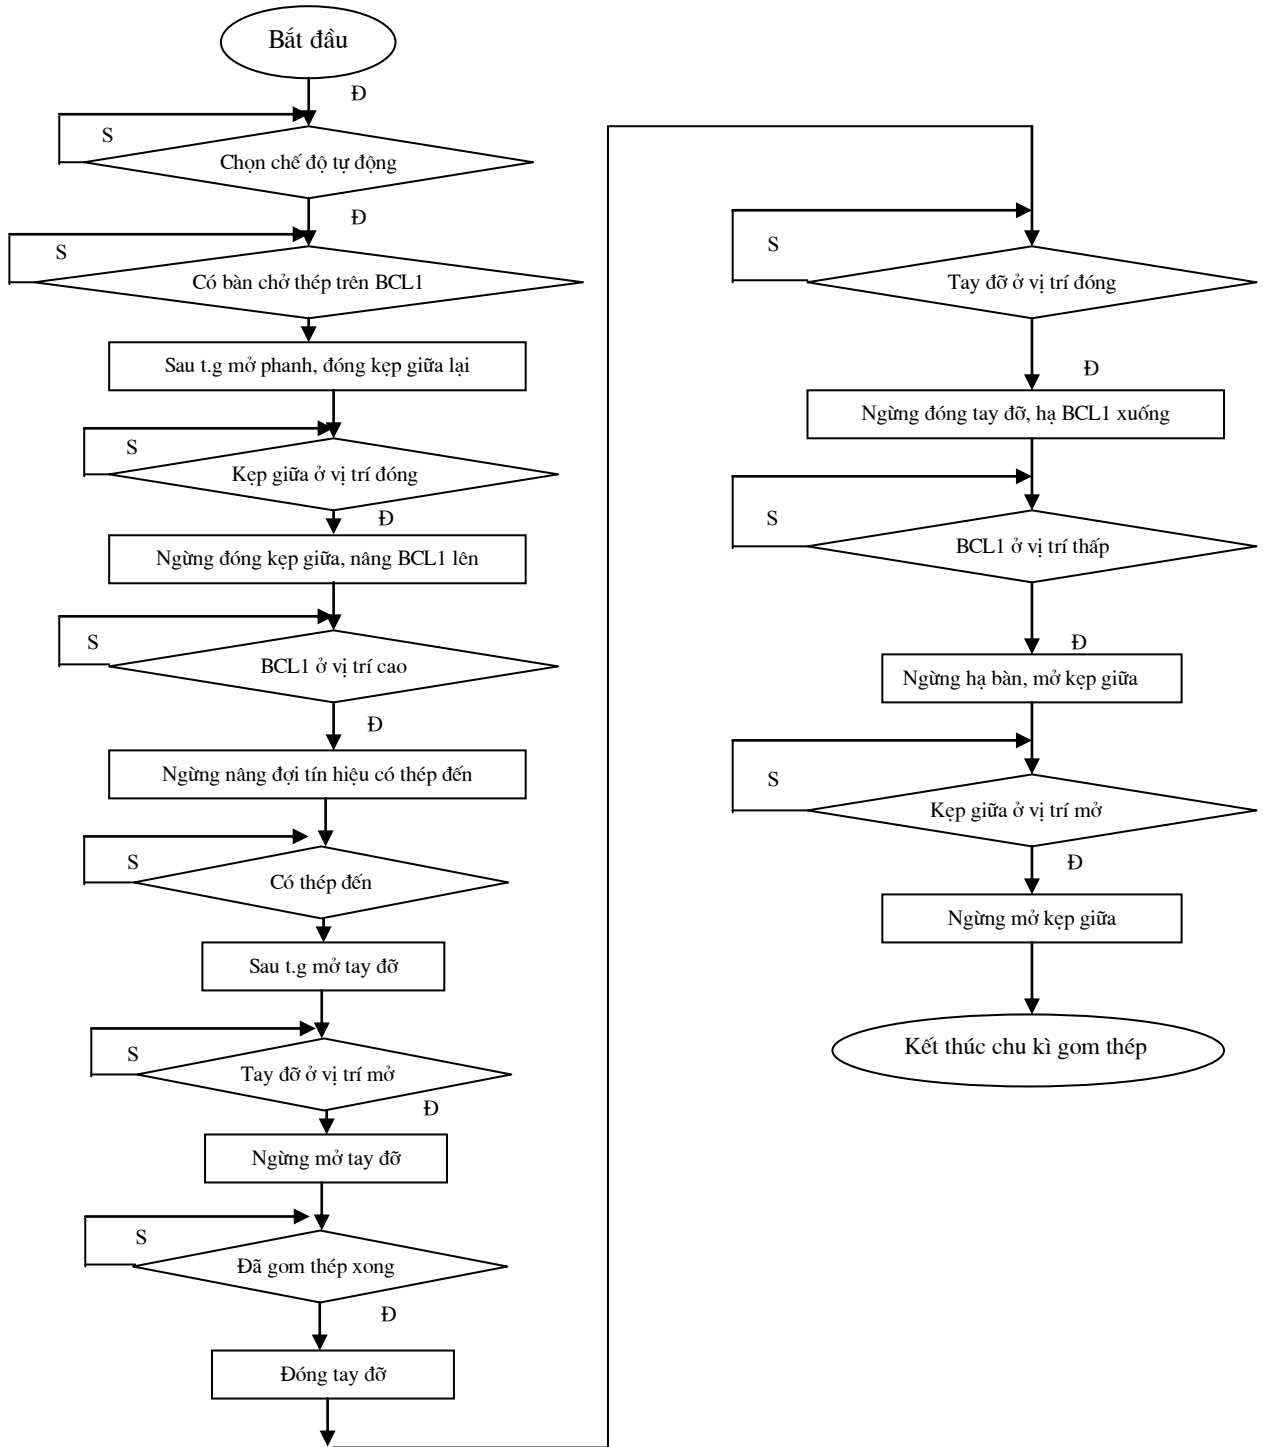 Bắt đầu
Đ
S
Chọn chế độ tự động
Đ
S
Có bàn chở thép trên BCL1
Sau t.g mở phanh, đóng kẹp giữa lại
S
Kẹp giữa ở vị trí đóng
Đ
Ngừng đóng kẹp giữa, nâng BCL1 lên
S
BCL1 ở vị trí cao
Đ
Ngừng nâng đợi tín hiệu có thép đến
S
Có thép đến
Sau t.g mở tay đỡ
S
Tay đỡ ở vị trí mở
Đ
Ngừng mở tay đỡ
S
Đã gom thép xong
Đ
Đóng tay đỡ
S
Tay đỡ ở vị trí đóng
Đ
Ngừng đóng tay đỡ, hạ BCL1 xuống
S
BCL1 ở vị trí thấp
Đ
Ngừng hạ bàn, mở kẹp giữa
S
Kẹp giữa ở vị trí mở
Đ
Ngừng mở kẹp giữa
Kết thúc chu kì gom thép